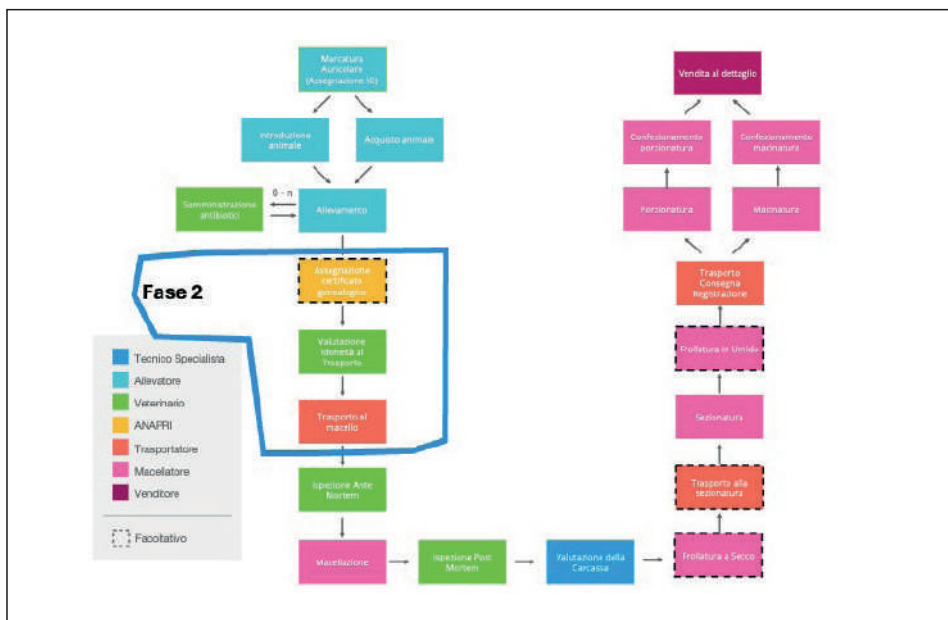 Marcatura
Auricolare
(Assegnazione ID)
Introduzione
animale
Acquisto animale
Somministrazione
antibiotici
0 - n
Allevamento
Assegnazione
certificato
genealogico
Fase 2
Valutazione
Idoneità al
Trasporto
Trasporto al
macello
Ispezione Ante
Mortem
Macellazione
Ispezione Post
Mortem
Valutazione della
Carcassa
Frollatura a Secco
Trasporto alla
sezionatura
Sezionatura
Frollatura in Umido
Trasporto
Consegna
Registrazione
Porzionatura
Macinatura
Confezionamento
porzionatura
Confezionamento
macinatura
Vendita al dettaglio
Tecnico Specialista
Allevatore
Veterinario
ANAPRI
Trasportatore
Macellatore
Venditore
Facoltativo